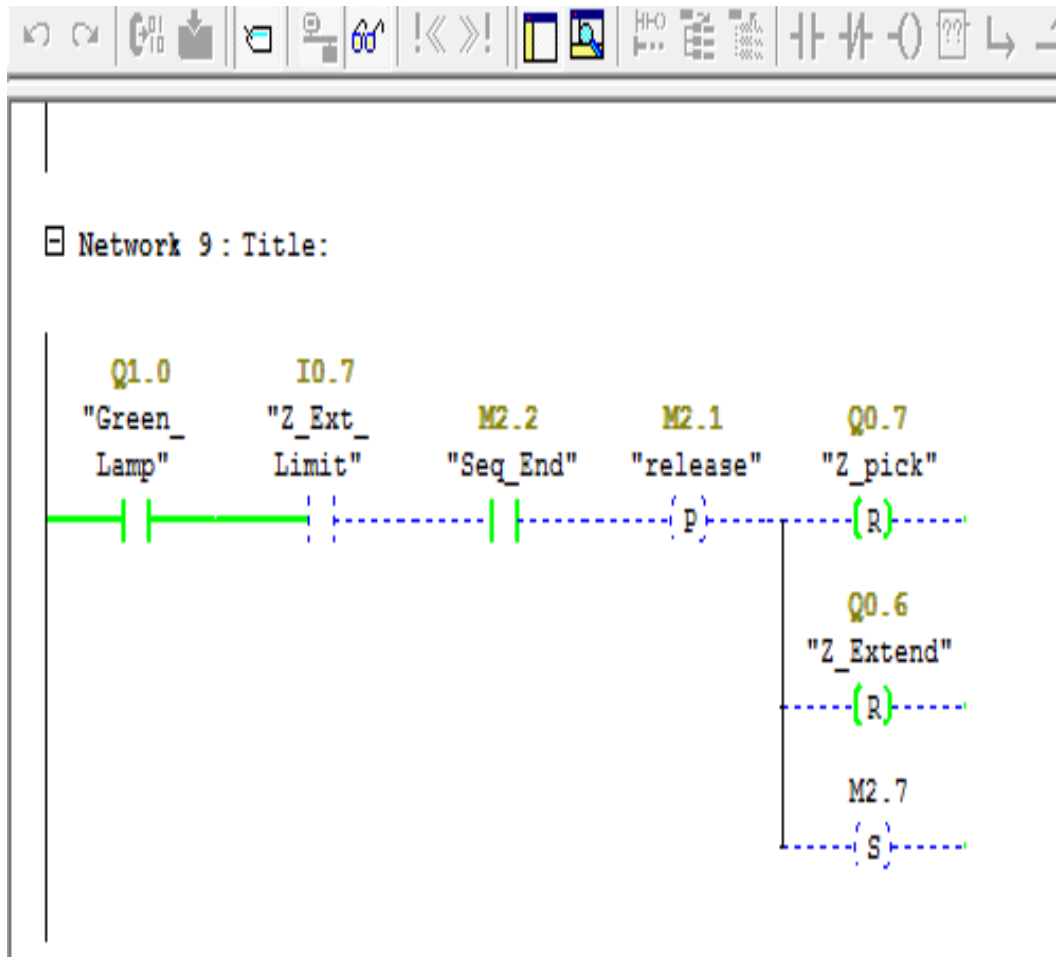 Network 9 : Title:
Q1.0
"Green_
Lamp"
I0.7
"Z_Ext_
Limit"
M2.2
"Seq_End"
M2.1
"release"
P
Q0.7
"Z_pick"
R
Q0.6
"Z_Extend"
R
M2.7
S